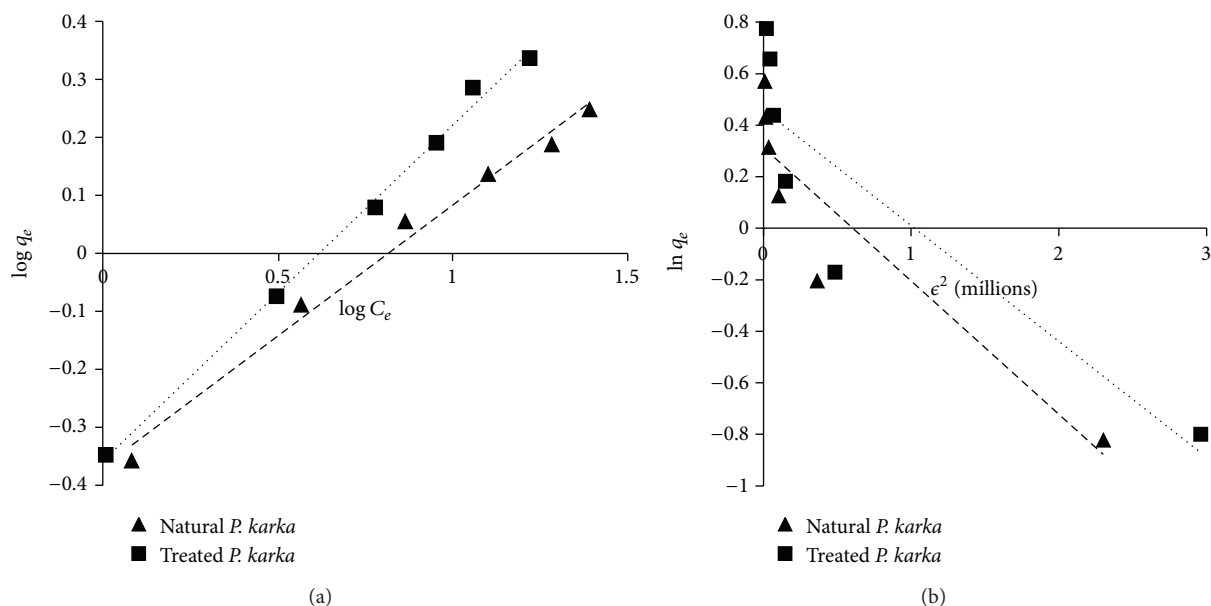 0.4
0.3
0.2
0.1
0
−0.1
−0.2
−0.3
−0.4
0
0.5
1
1.5
log qₑ
log Cₑ
▲ Natural P. karka
■ Treated P. karka
(a)
0.8
0.6
0.4
0.2
0
−0.2
−0.4
−0.6
−0.8
−1
0
1
2
3
ln qₑ
ϵ² (millions)
▲ Natural P. karka
■ Treated P. karka
(b)